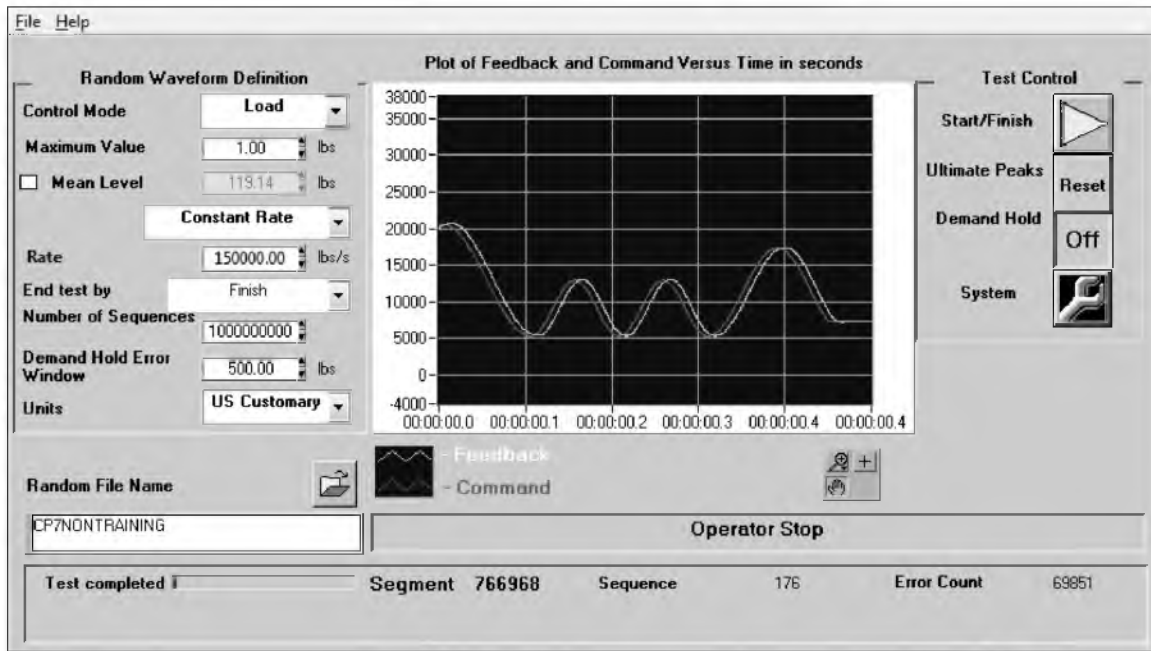 File Help
Random Waveform Definition
Control Mode Load
Maximum Value 1.00 lbs
Mean Level 119.14 lbs
Constant Rate
Rate 150000.00 lbs/s
End test by Finish
Number of Sequences
1000000000
Demand Hold Error
Window 500.00 lbs
Units US Customary
Random File Name
CP7NONTRAINING
Plot of Feedback and Command Versus Time in seconds
38000
35000
30000
25000
20000
15000
10000
5000
0
-4000
00:00:00.0 00:00:00.1 00:00:00.2 00:00:00.3 00:00:00.4 00:00:00.4
- Feedback
- Command
Test Control
Start/Finish
Ultimate Peaks Reset
Demand Hold Off
System
Operator Stop
Test completed Segment 766968 Sequence 176 Error Count 69851